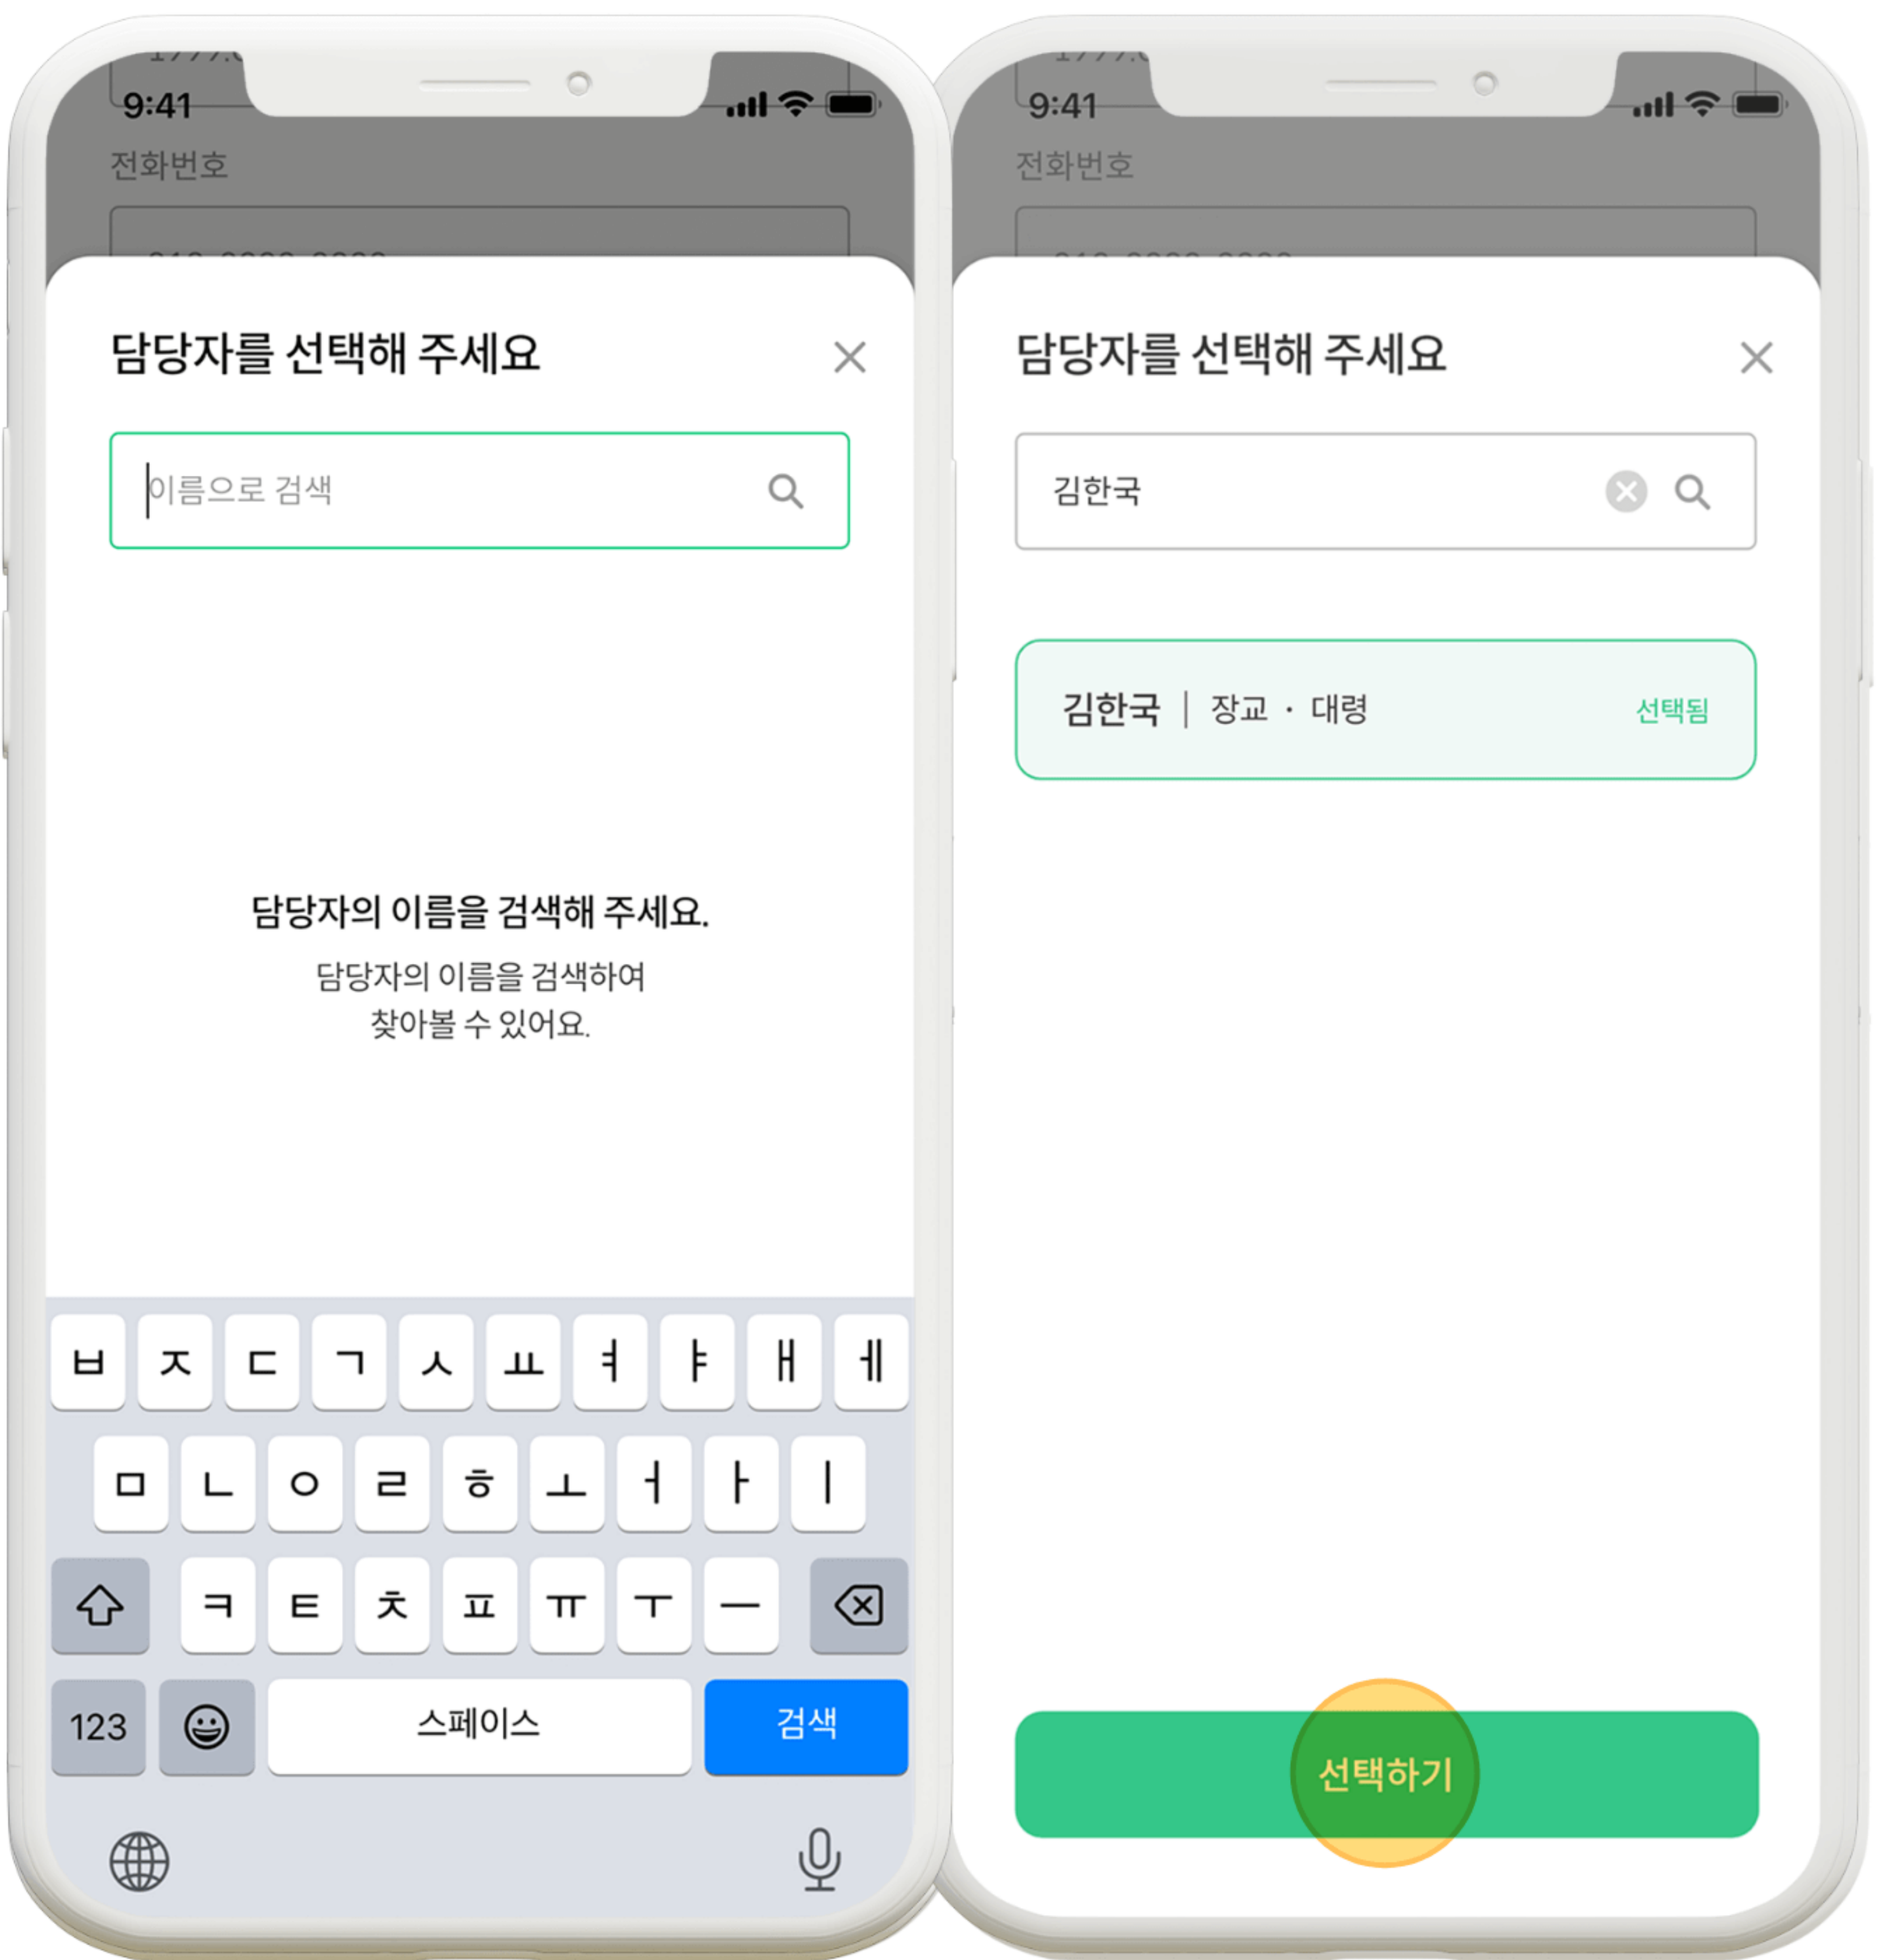 9:41
전화번호
담당자를 선택해 주세요
이름으로 검색
담당자의 이름을 검색해 주세요.
담당자의 이름을 검색하여
찾아볼 수 있어요.
ㅂ ㅈ ㄷ ㄱ ㅅ ㅛ ㅕ ㅑ ㅐ ㅔ
ㅁ ㄴ ㅇ ㄹ ㅎ ㅗ ㅓ ㅏ ㅣ
ㅋ ㅌ ㅊ ㅍ ㅠ ㅜ ㅡ
123 스페이스 검색
9:41
전화번호
담당자를 선택해 주세요
김한국
김한국 | 장교 · 대령 선택됨
선택하기